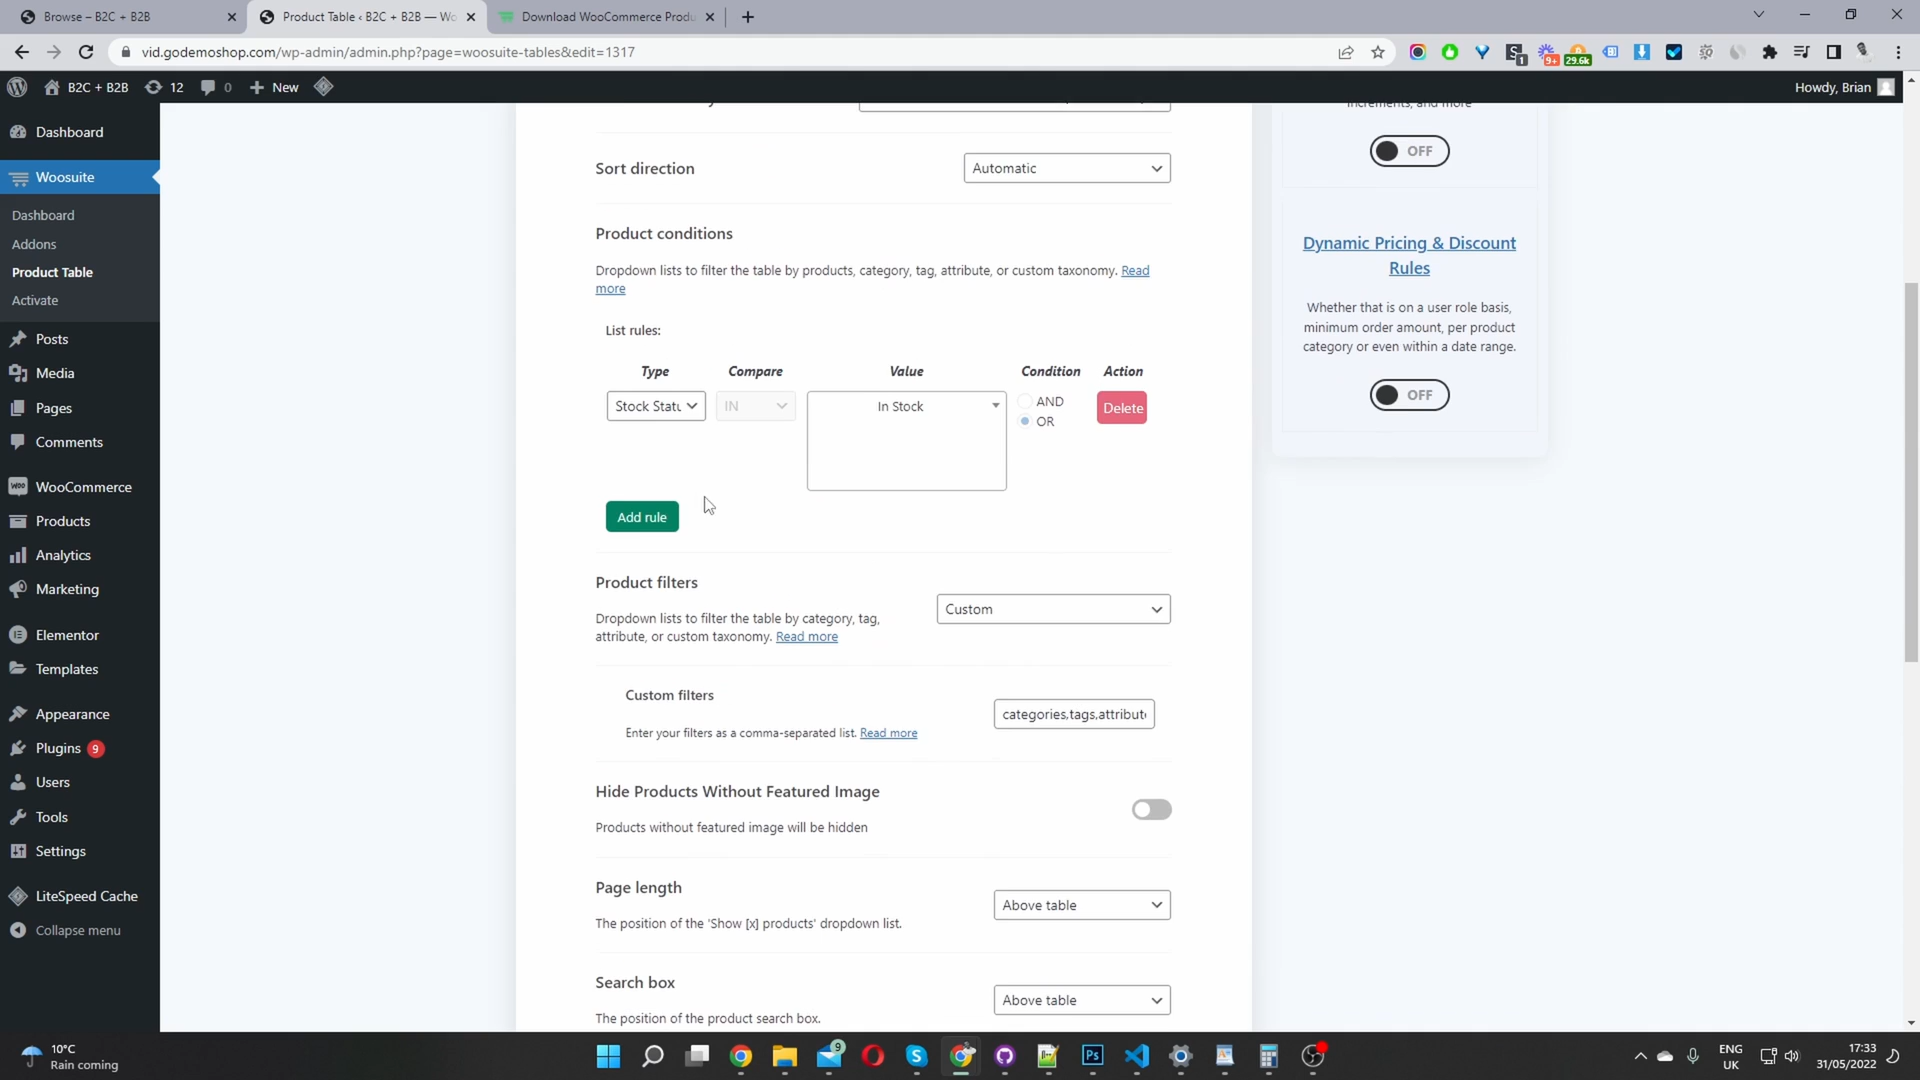 Browse – B2C + B2B
Product Table ‹ B2C + B2B — Wo
Download WooCommerce Produ
vid.godemoshop.com/wp-admin/admin.php?page=woosuite-tables&edit=1317
1
9+
29.6k
B2C + B2B
12
0
New
Howdy, Brian
Dashboard
Woosuite
Dashboard
Addons
Product Table
Activate
Posts
Media
Pages
Comments
WooCommerce
Products
Analytics
Marketing
Elementor
Templates
Appearance
Plugins 9
Users
Tools
Settings
LiteSpeed Cache
Collapse menu
Sort direction
Automatic
Product conditions
Dropdown lists to filter the table by products, category, tag, attribute, or custom taxonomy. Read
more
List rules:
Type Compare Value Condition Action
Stock Statu
IN
In Stock
AND
OR
Delete
Add rule
Product filters
Dropdown lists to filter the table by category, tag,
attribute, or custom taxonomy. Read more
Custom
Custom filters
Enter your filters as a comma-separated list. Read more
categories,tags,attribut
Hide Products Without Featured Image
Products without featured image will be hidden
Page length
The position of the 'Show [x] products' dropdown list.
Above table
Search box
The position of the product search box.
Above table
increments, and more
OFF
Dynamic Pricing & Discount
Rules
Whether that is on a user role basis,
minimum order amount, per product
category or even within a date range.
OFF
10°C
Rain coming
9
Ps
ENG
UK
17:33
31/05/2022